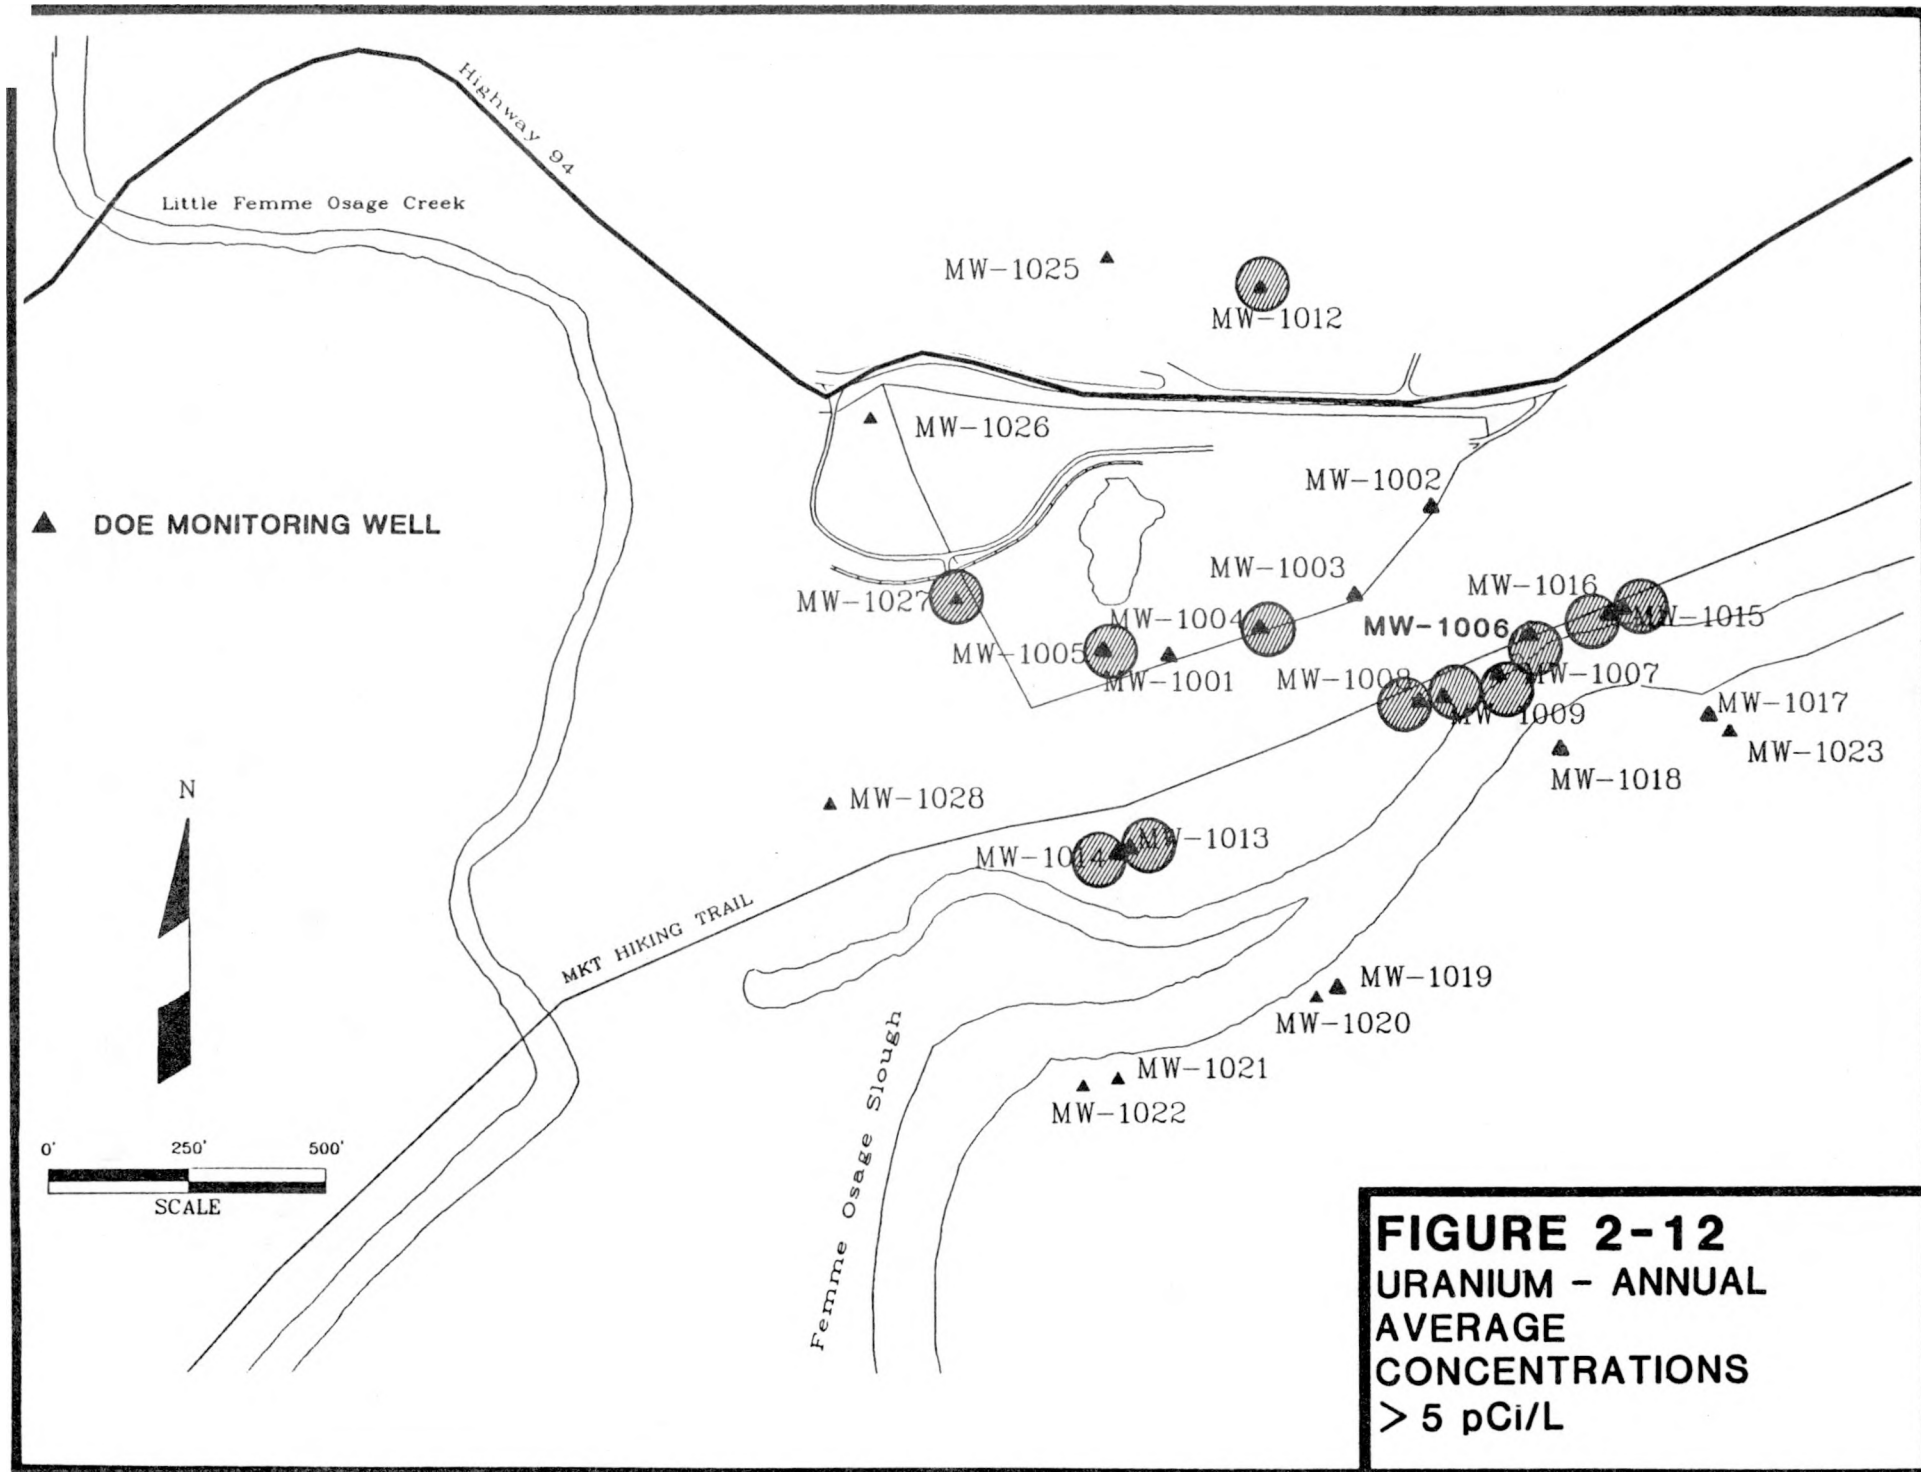 Highway 94
Little Femme Osage Creek
MW-1025
MW-1012
MW-1026
MW-1002
▲ DOE MONITORING WELL
MW-1003
MW-1016
MW-1027
MW-1004
MW-1006
MW-1015
MW-1005
MW-1001
MW-1008
MW-1007
MW-1009
MW-1017
MW-1023
MW-1018
N
MW-1028
MW-1014
MW-1013
MKT HIKING TRAIL
MW-1019
MW-1020
Femme Osage Slough
MW-1021
MW-1022
0' 250' 500'
SCALE
FIGURE 2-12
URANIUM - ANNUAL
AVERAGE
CONCENTRATIONS
> 5 pCi/L